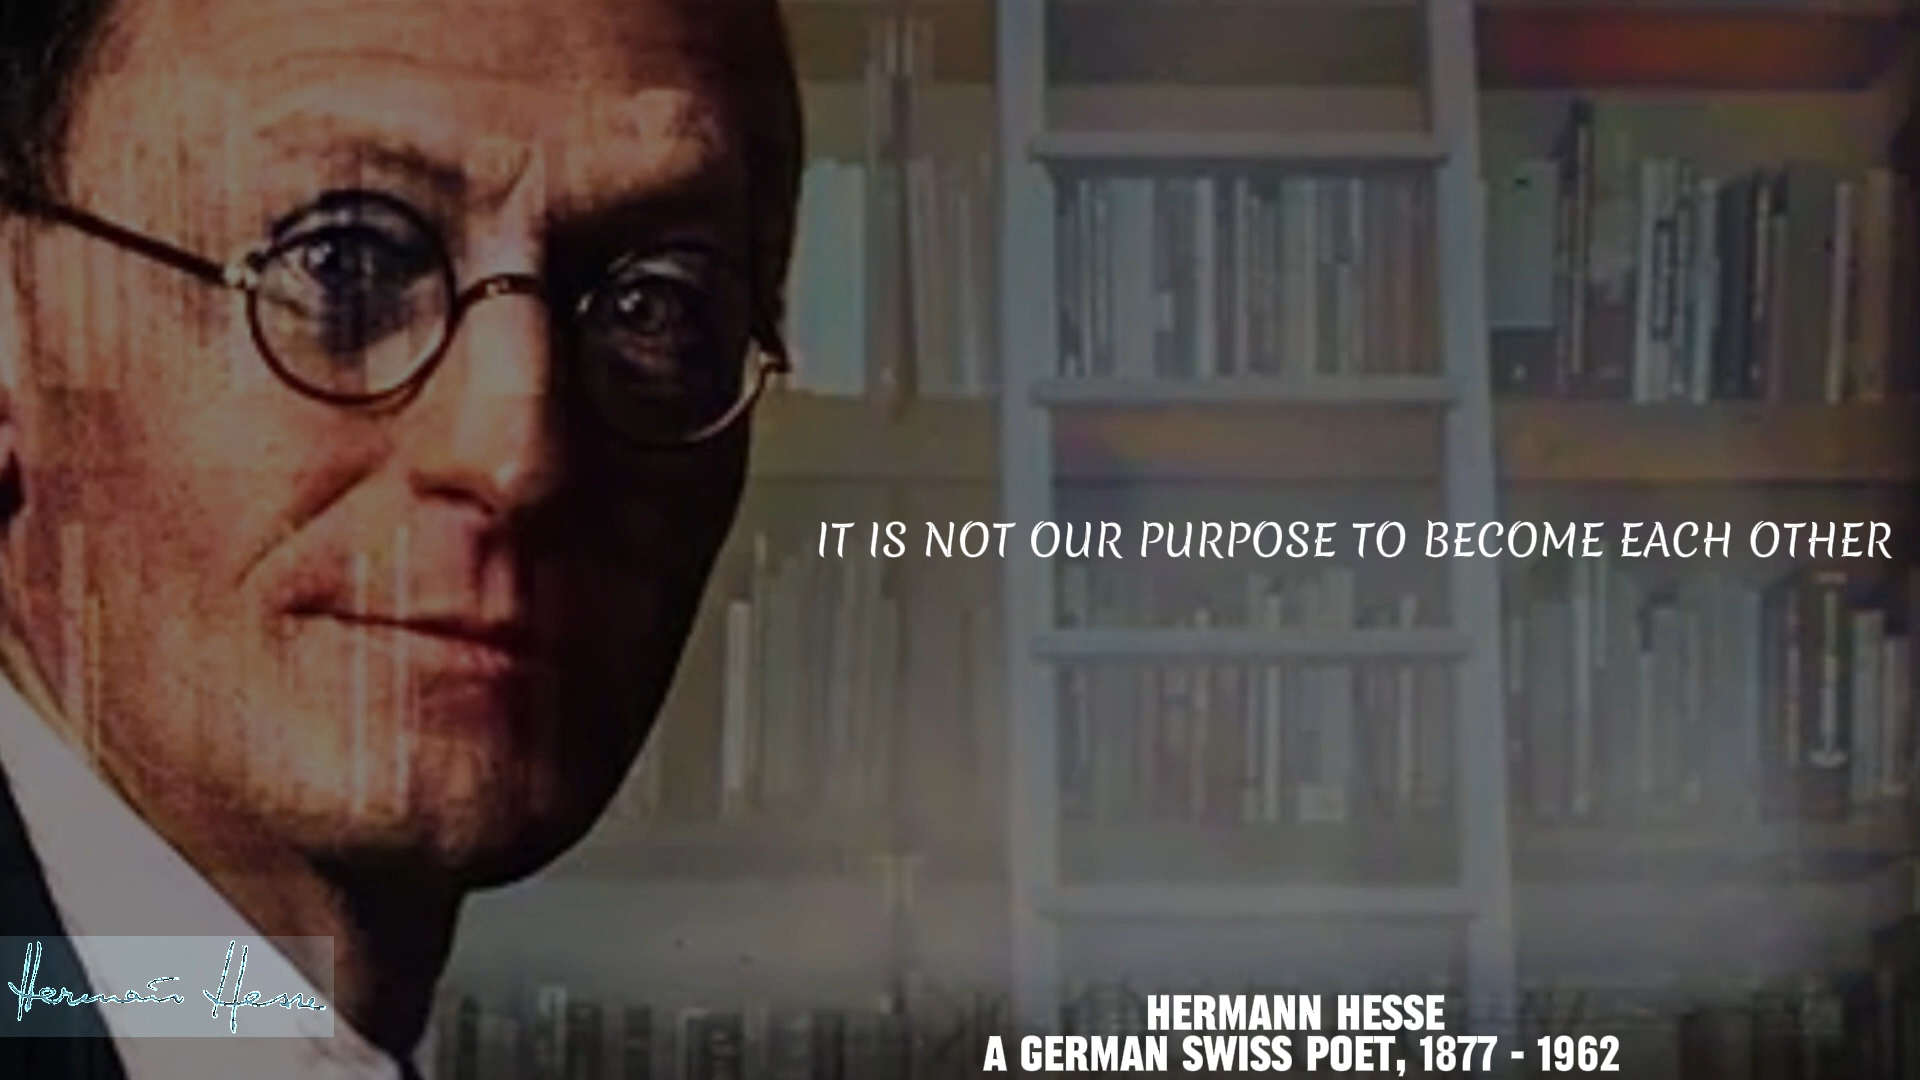 IT IS NOT OUR PURPOSE TO BECOME EACH OTHER
Hermann Hesse
HERMANN HESSE
A GERMAN SWISS POET, 1877 - 1962